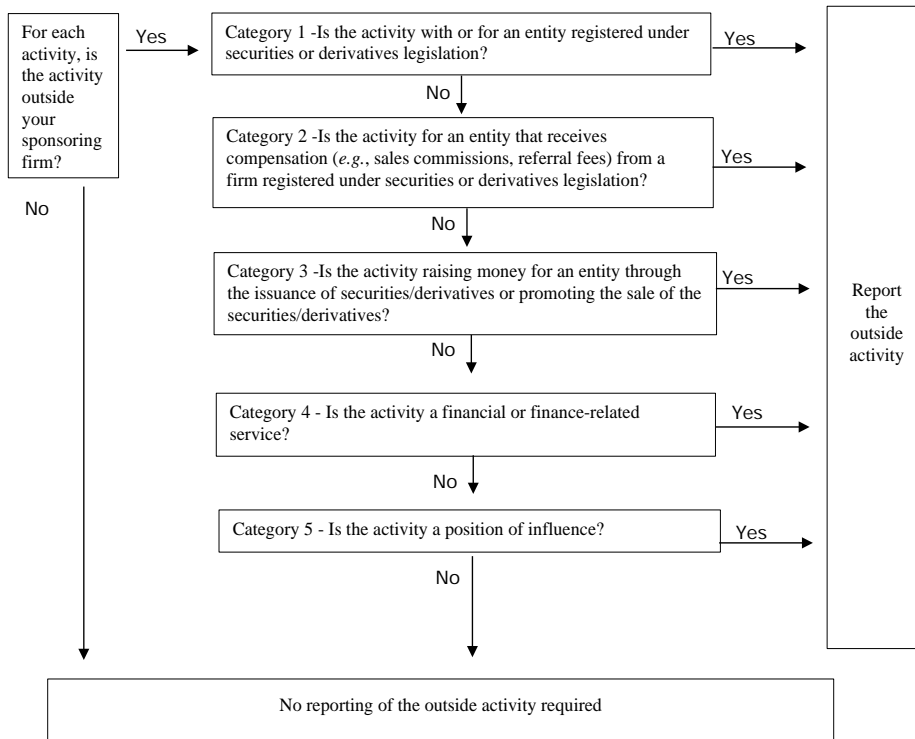 For each
activity, is
the activity
outside
your
sponsoring
firm?
Yes
No
Category 1 -Is the activity with or for an entity registered under
securities or derivatives legislation?
Yes
No
Category 2 -Is the activity for an entity that receives
compensation (e.g., sales commissions, referral fees) from a
firm registered under securities or derivatives legislation?
Yes
No
Category 3 -Is the activity raising money for an entity through
the issuance of securities/derivatives or promoting the sale of the
securities/derivatives?
Yes
No
Category 4 - Is the activity a financial or finance-related
service?
Yes
No
Category 5 - Is the activity a position of influence?
Yes
No
Report
the
outside
activity
No reporting of the outside activity required